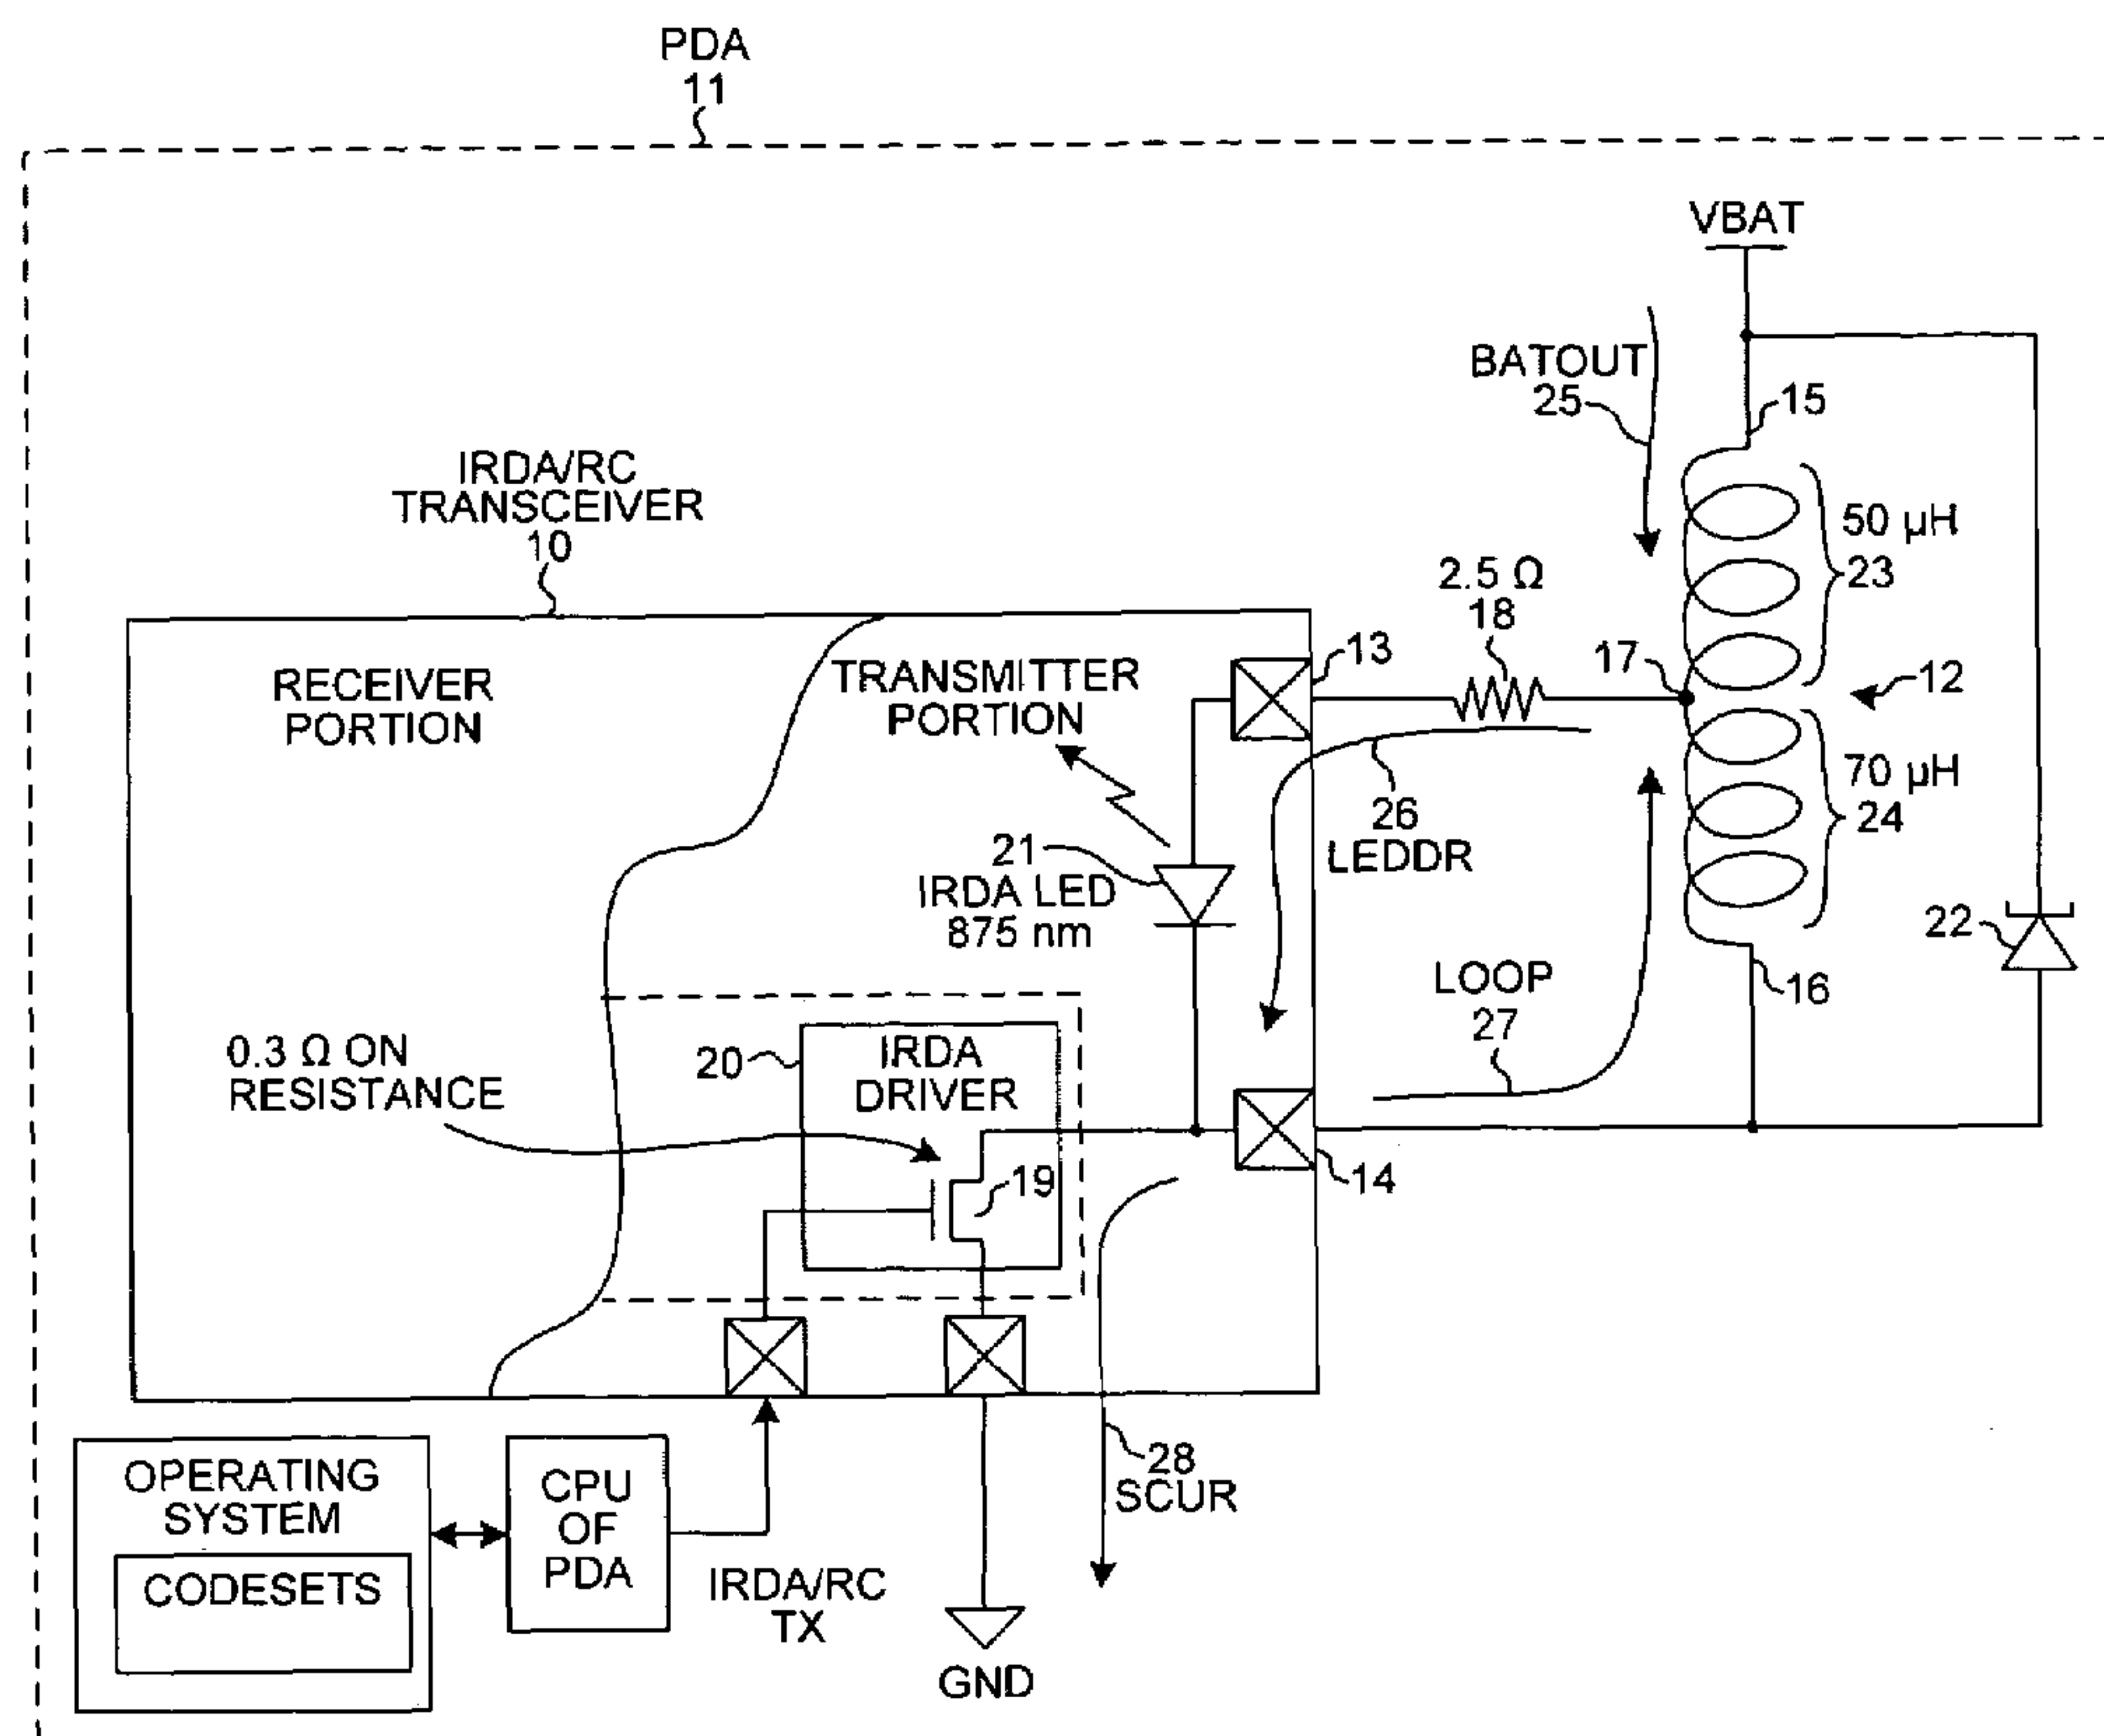 PDA
11
VBAT
BATOUT
25
15
IRDA/RC
TRANSCEIVER
10
50 µH
23
2.5 Ω
18
13
17
12
RECEIVER
PORTION
TRANSMITTER
PORTION
70 µH
24
26
LEDDR
21
IRDA LED
875 nm
22
LOOP
27
16
0.3 Ω ON
RESISTANCE
20
IRDA
DRIVER
19
14
28
SCUR
OPERATING
SYSTEM
CODESETS
CPU
OF
PDA
IRDA/RC
TX
GND